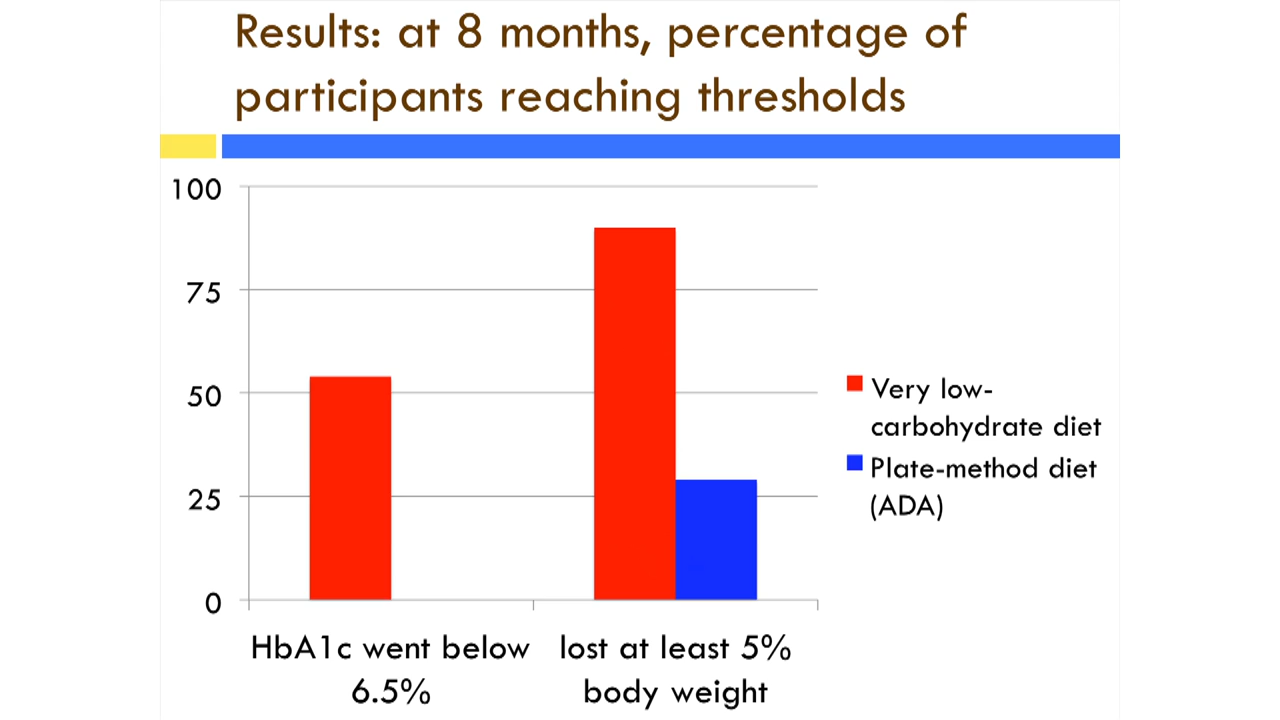 Results: at 8 months, percentage of
participants reaching thresholds
100
75
50
25
0
HbA1c went below
6.5%
lost at least 5%
body weight
Very low-
carbohydrate diet
Plate-method diet
(ADA)